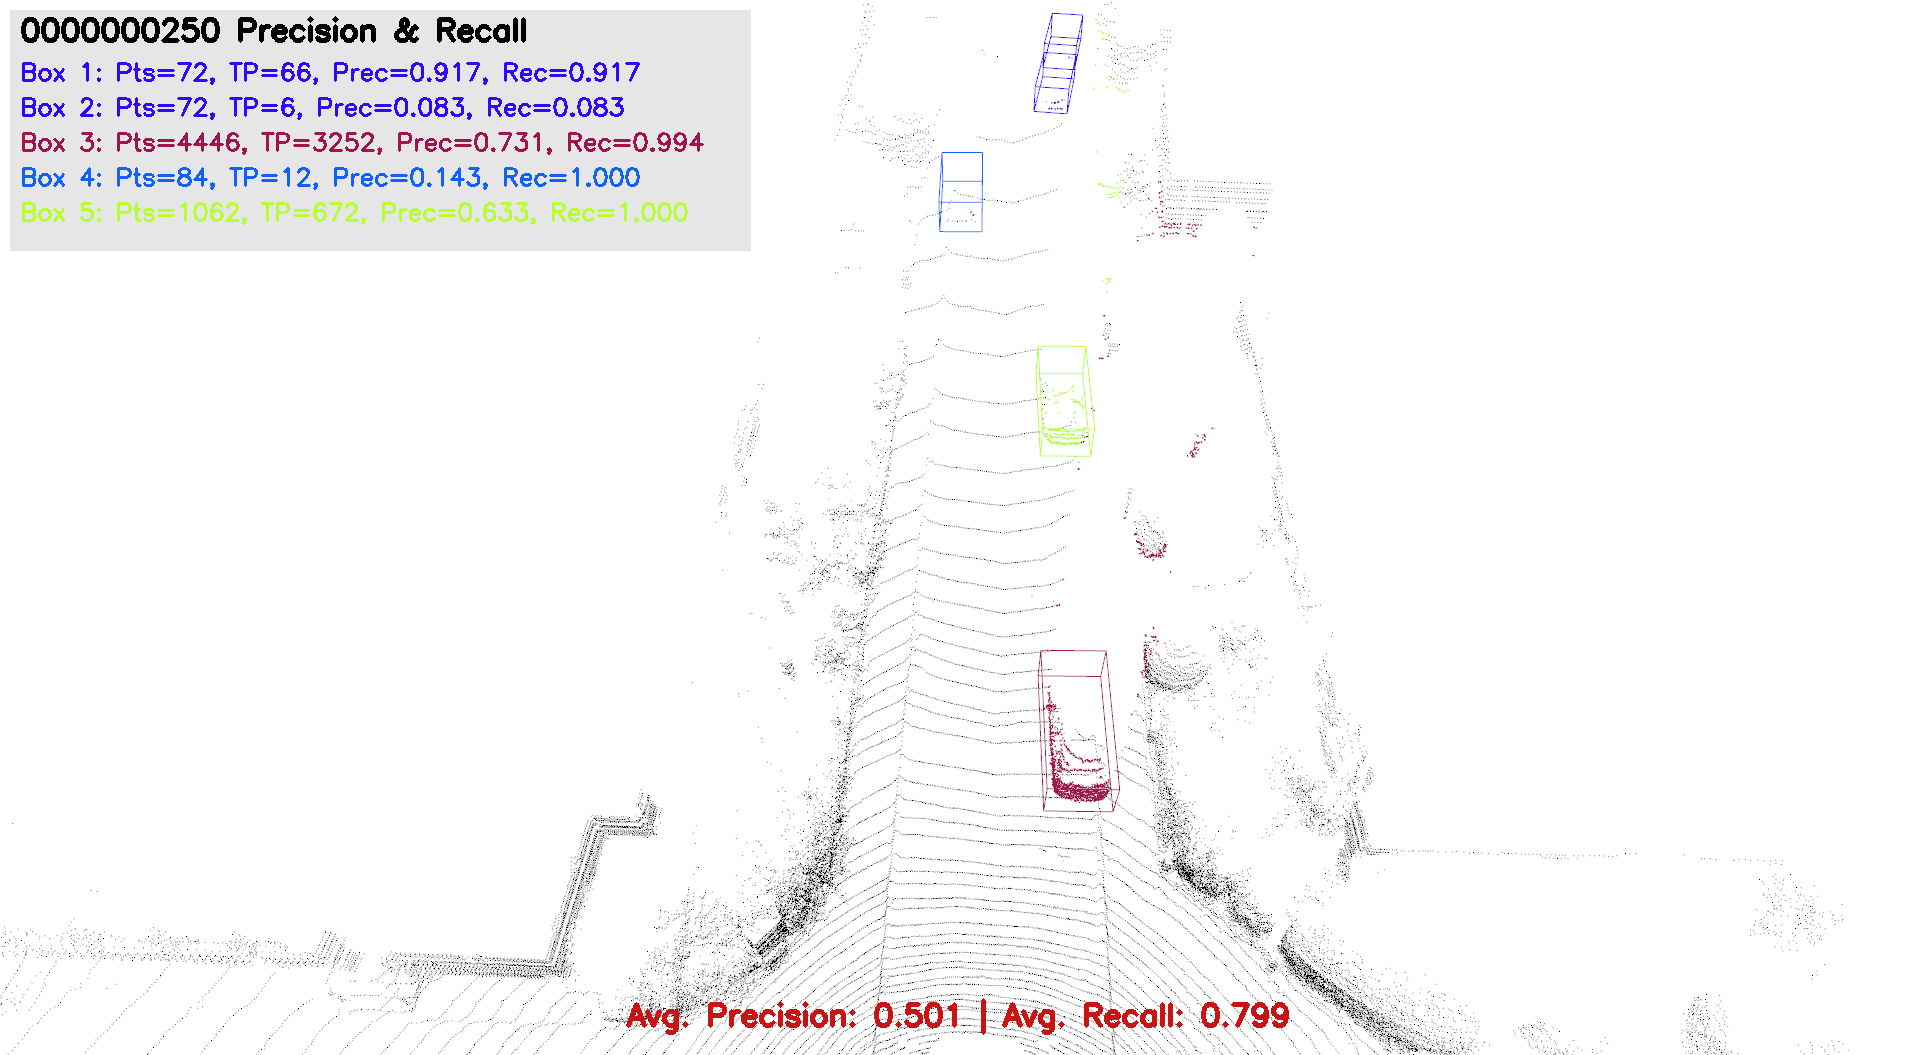 0000000250 Precision & Recall
Box 1: Pts=72, TP=66, Prec=0.917, Rec=0.917
Box 2: Pts=72, TP=6, Prec=0.083, Rec=0.083
Box 3: Pts=4446, TP=3252, Prec=0.731, Rec=0.994
Box 4: Pts=84, TP=12, Prec=0.143, Rec=1.000
Box 5: Pts=1062, TP=672, Prec=0.633, Rec=1.000
Avg. Precision: 0.501 | Avg. Recall: 0.799